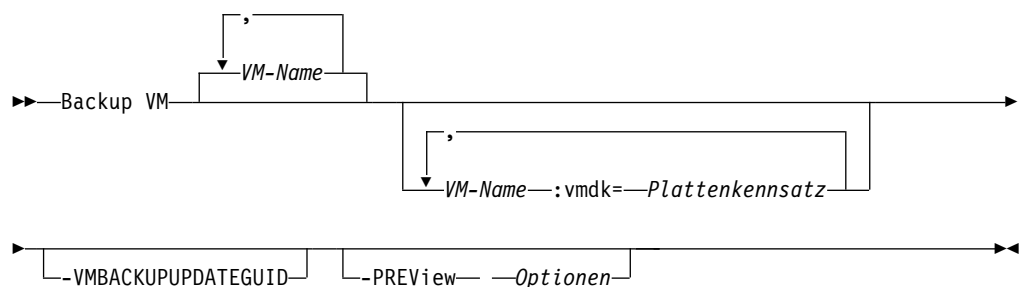 ,
VM-Name
Backup VM
,
VM-Name :vmdk= Plattenkennsatz
-VMBACKUPUPDATEGUID -PREView Optionen